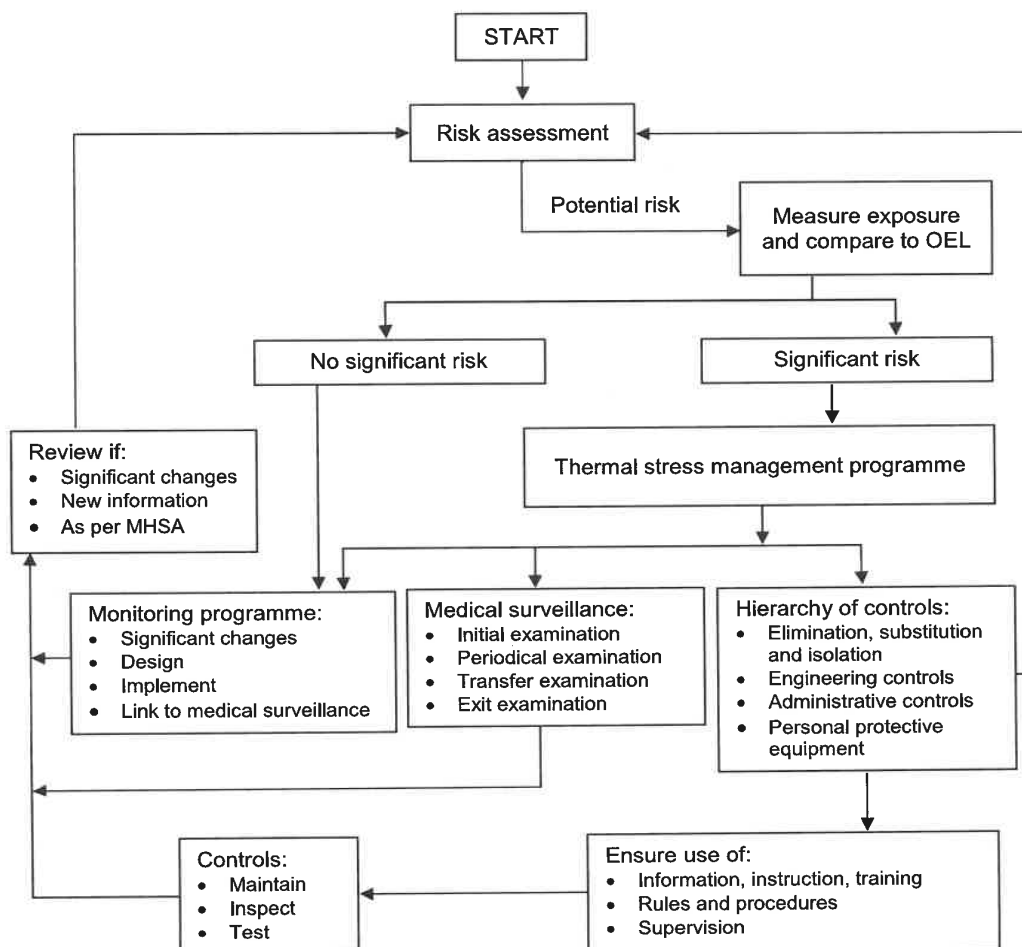 START
Risk assessment
Potential risk
Measure exposure
and compare to OEL
No significant risk
Significant risk
Thermal stress management programme
Review if:
• Significant changes
• New information
• As per MHSA
Monitoring programme:
• Significant changes
• Design
• Implement
• Link to medical surveillance
Medical surveillance:
• Initial examination
• Periodical examination
• Transfer examination
• Exit examination
Hierarchy of controls:
• Elimination, substitution
and isolation
• Engineering controls
• Administrative controls
• Personal protective
equipment
Controls:
• Maintain
• Inspect
• Test
Ensure use of:
• Information, instruction, training
• Rules and procedures
• Supervision